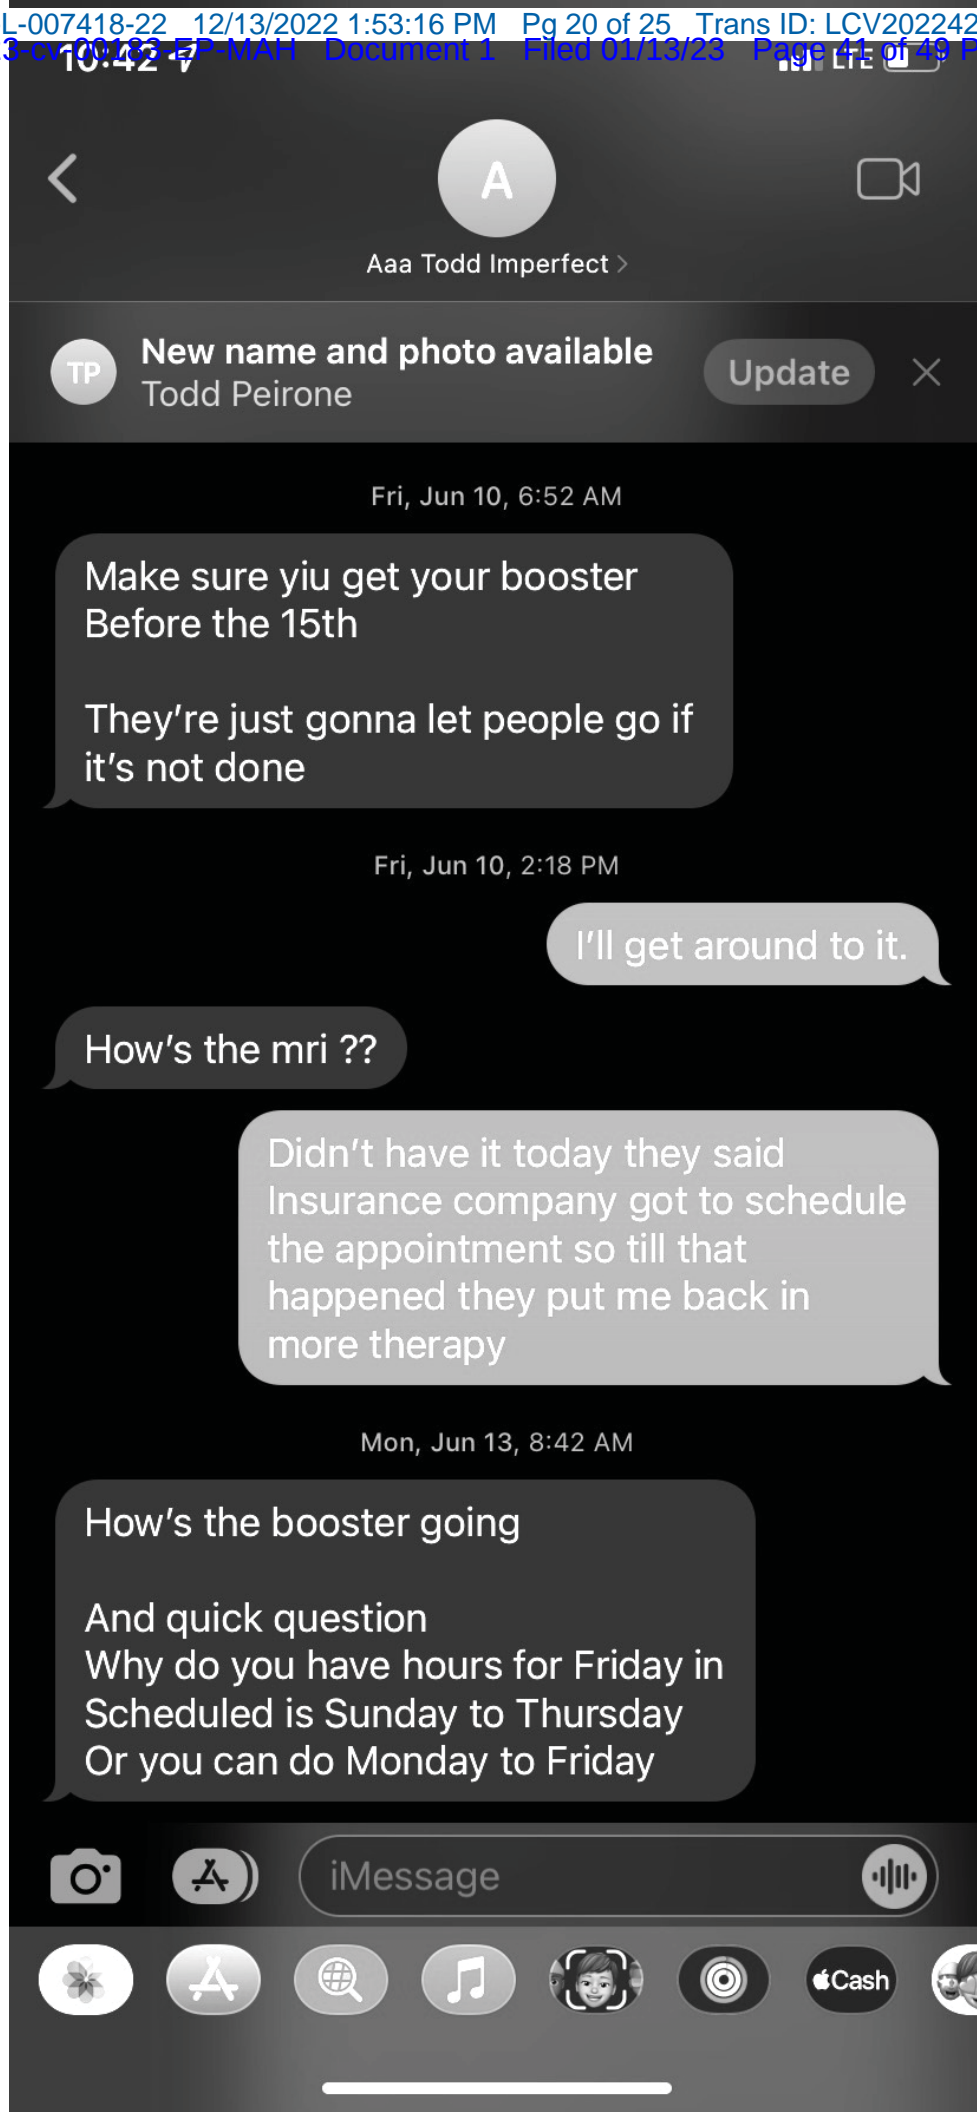 L-007418-22 12/13/2022 1:53:16 PM Pg 20 of 25 Trans ID: LCV202242
3-cv-00183-EP-MAH Document 1 Filed 01/13/23 Page 41 of 49 P
10:42 LTE
A
Aaa Todd Imperfect
TP
New name and photo available
Todd Peirone
Update
Fri, Jun 10, 6:52 AM
Make sure yiu get your booster
Before the 15th
They're just gonna let people go if
it's not done
Fri, Jun 10, 2:18 PM
I'll get around to it.
How's the mri ??
Didn't have it today they said
Insurance company got to schedule
the appointment so till that
happened they put me back in
more therapy
Mon, Jun 13, 8:42 AM
How's the booster going
And quick question
Why do you have hours for Friday in
Scheduled is Sunday to Thursday
Or you can do Monday to Friday
iMessage
Cash